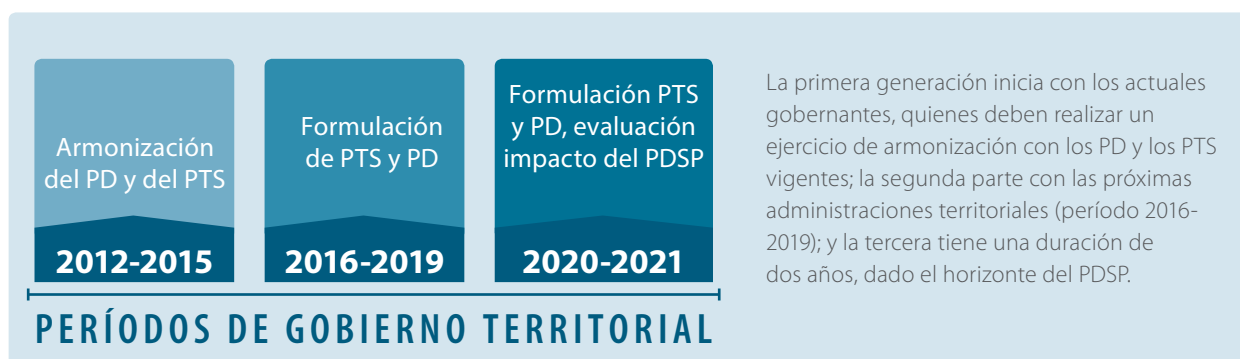 Armonización
del PD y del PTS
2012-2015
Formulación
de PTS y PD
2016-2019
Formulación PTS
y PD, evaluación
impacto del PDSP
2020-2021
PERÍODOS DE GOBIERNO TERRITORIAL
La primera generación inicia con los actuales
gobernantes, quienes deben realizar un
ejercicio de armonización con los PD y los PTS
vigentes; la segunda parte con las próximas
administraciones territoriales (período 2016-
2019); y la tercera tiene una duración de
dos años, dado el horizonte del PDSP.